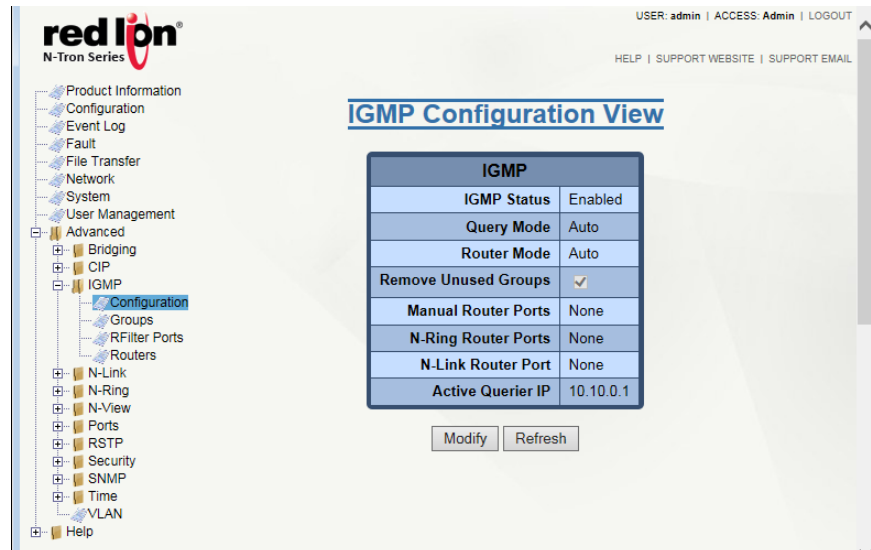 USER: admin | ACCESS: Admin | LOGOUT
red lion®
N-Tron Series
HELP | SUPPORT WEBSITE | SUPPORT EMAIL
Product Information
Configuration
Event Log
Fault
File Transfer
Network
System
User Management
Advanced
Bridging
CIP
IGMP
Configuration
Groups
RFilter Ports
Routers
N-Link
N-Ring
N-View
Ports
RSTP
Security
SNMP
Time
VLAN
Help
IGMP Configuration View
IGMP
IGMP Status Enabled
Query Mode Auto
Router Mode Auto
Remove Unused Groups
Manual Router Ports None
N-Ring Router Ports None
N-Link Router Port None
Active Querier IP 10.10.0.1
Modify Refresh